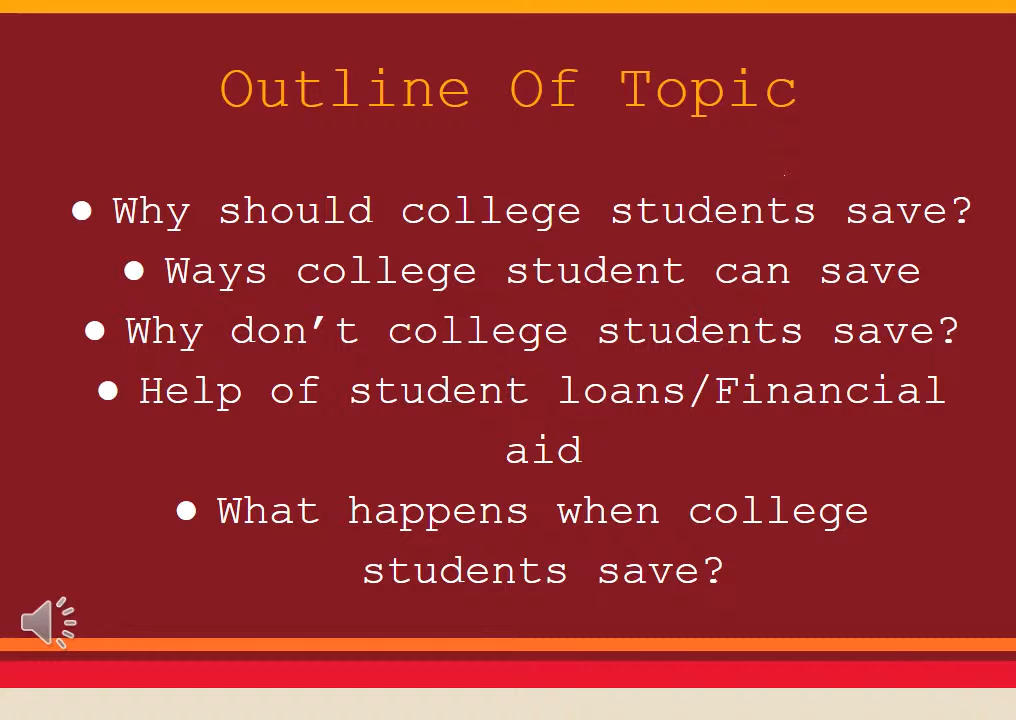 Outline Of Topic
● Why should college students save?
● Ways college student can save
● Why don’t college students save?
● Help of student loans/Financial
aid
● What happens when college
students save?